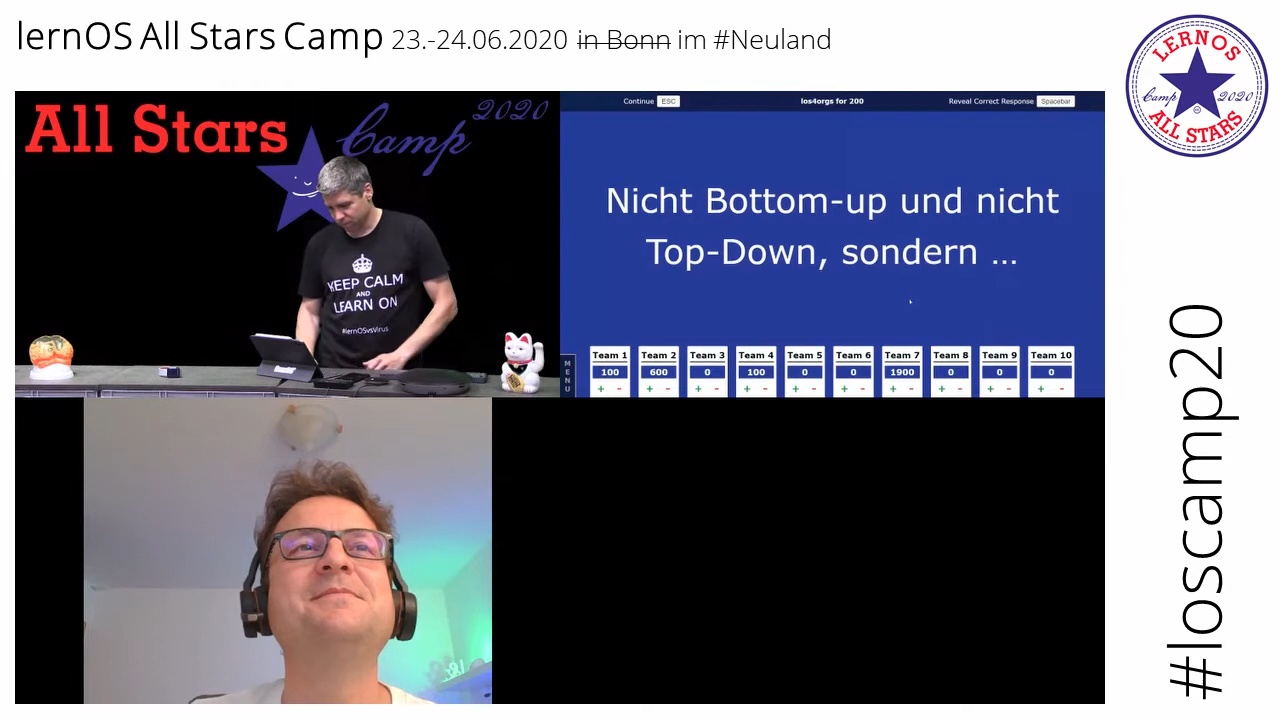 lernOS All Stars Camp 23.-24.06.2020 in Bonn im #Neuland
LERNOS
Camp 2020
ALL STARS
All Stars Camp 2020
KEEP CALM
AND
LEARN ON
#lernOSvsVirus
Continue ESC los4orgs for 200 Reveal Correct Response Spacebar
Nicht Bottom-up und nicht
Top-Down, sondern ...
MENU
Team 1 Team 2 Team 3 Team 4 Team 5 Team 6 Team 7 Team 8 Team 9 Team 10
100 600 0 100 0 0 1900 0 0 0
+ - + - + - + - + - + - + - + - + - + -
#loscamp20